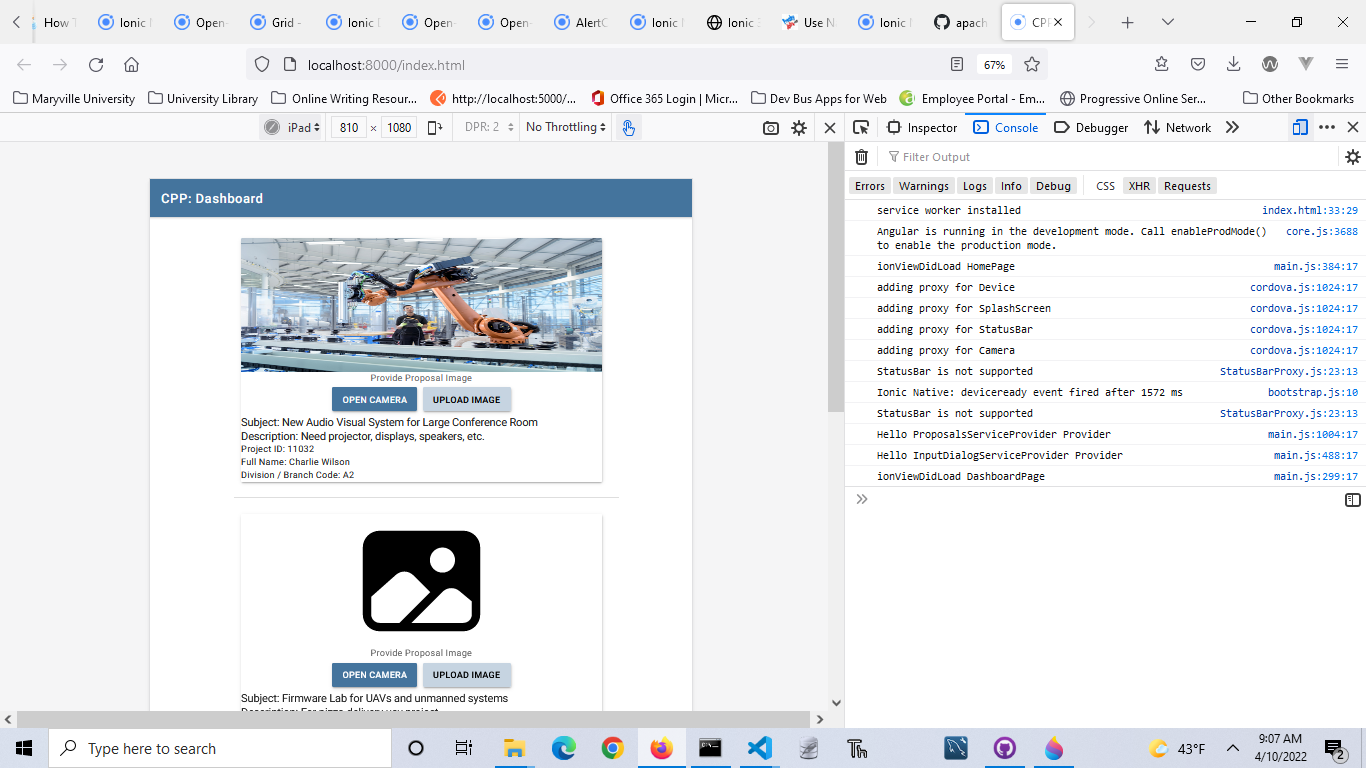 How T
Ionic I
Open-
Grid -
Ionic I
Open-
Open-
AlertC
Ionic I
Ionic 3
Use N
Ionic I
apach
CPP
localhost:8000/index.html
67%
Maryville University
University Library
Online Writing Resour...
http://localhost:5000/...
Office 365 Login | Micr...
Dev Bus Apps for Web
Employee Portal - Em...
Progressive Online Ser...
Other Bookmarks
iPad
810 × 1080
DPR: 2
No Throttling
Inspector
Console
Debugger
Network
Filter Output
Errors
Warnings
Logs
Info
Debug
CSS
XHR
Requests
CPP: Dashboard
Provide Proposal Image
OPEN CAMERA
UPLOAD IMAGE
Subject: New Audio Visual System for Large Conference Room
Description: Need projector, displays, speakers, etc.
Project ID: 11032
Full Name: Charlie Wilson
Division / Branch Code: A2
Provide Proposal Image
OPEN CAMERA
UPLOAD IMAGE
Subject: Firmware Lab for UAVs and unmanned systems
Description: For pizza delivery uav project
service worker installed index.html:33:29
Angular is running in the development mode. Call enableProdMode() core.js:3688
to enable the production mode.
ionViewDidLoad HomePage main.js:384:17
adding proxy for Device cordova.js:1024:17
adding proxy for SplashScreen cordova.js:1024:17
adding proxy for StatusBar cordova.js:1024:17
adding proxy for Camera cordova.js:1024:17
StatusBar is not supported StatusBarProxy.js:23:13
Ionic Native: deviceready event fired after 1572 ms bootstrap.js:10
StatusBar is not supported StatusBarProxy.js:23:13
Hello ProposalsServiceProvider Provider main.js:1004:17
Hello InputDialogServiceProvider Provider main.js:488:17
ionViewDidLoad DashboardPage main.js:299:17
Type here to search
43°F
9:07 AM
4/10/2022
2